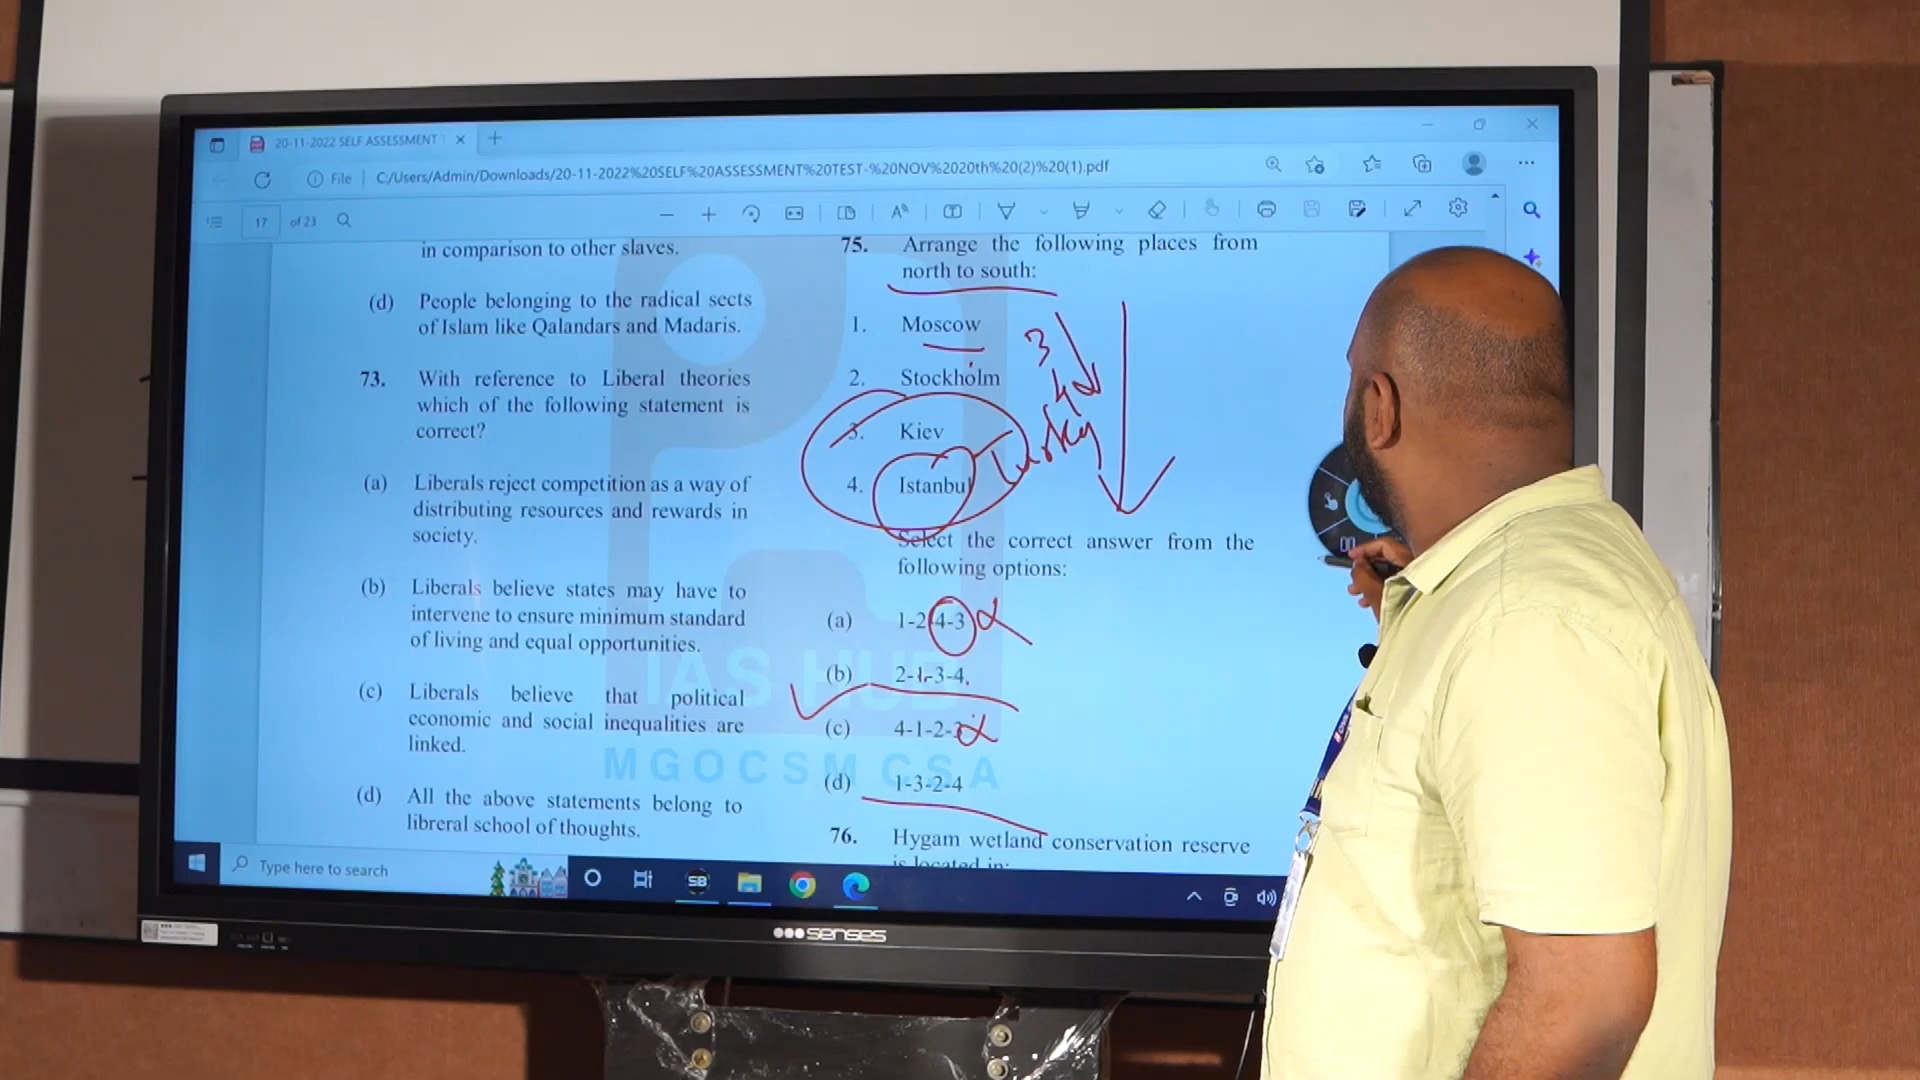 20-11-2022 SELF ASSESSMENT
File
C:/Users/Admin/Downloads/20-11-2022%20SELF%20ASSESSMENT%20TEST-%20NOV%2020th%20(2)%20(1).pdf
17 of 23
in comparison to other slaves.
(d) People belonging to the radical sects
of Islam like Qalandars and Madaris.
73. With reference to Liberal theories
which of the following statement is
correct?
(a) Liberals reject competition as a way of
distributing resources and rewards in
society.
(b) Liberals believe states may have to
intervene to ensure minimum standard
of living and equal opportunities.
(c) Liberals believe that political
economic and social inequalities are
linked.
(d) All the above statements belong to
libreral school of thoughts.
75. Arrange the following places from
north to south:
1. Moscow
2. Stockholm
3. Kiev
4. Istanbul
3
4
Turkey
Select the correct answer from the
following options:
(a) 1-2-4-3
(b) 2-1-3-4.
(c) 4-1-2-3
(d) 1-3-2-4
76. Hygam wetland conservation reserve
is located in:
IAS HUB
MGOCSM CSA
Type here to search
SB
senses